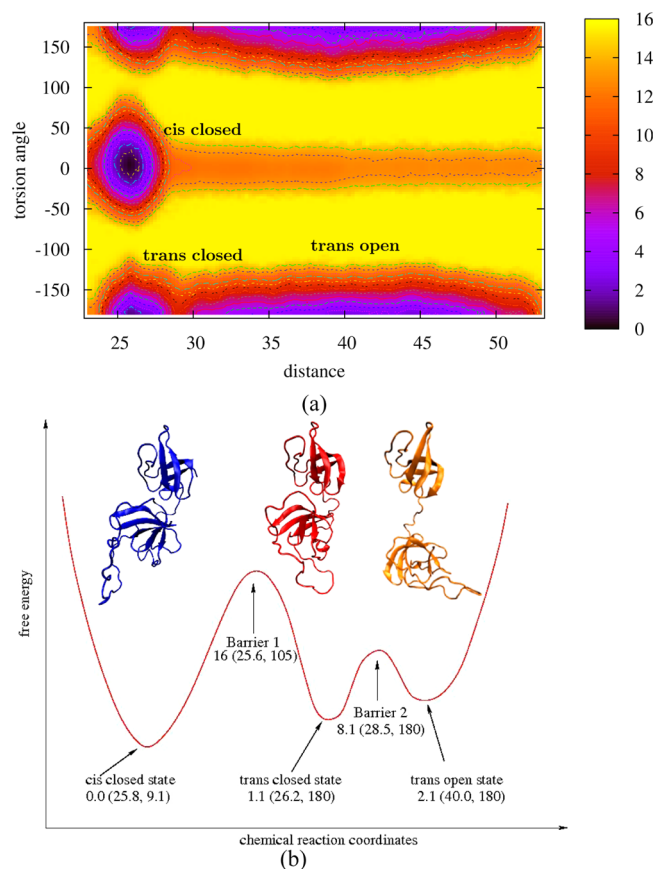 150
100
50
0
-50
-100
-150
torsion angle
cis closed
trans closed
trans open
25
30
35
40
45
50
distance
16
14
12
10
8
6
4
2
0
(a)
free energy
Barrier 1
16 (25.6, 105)
Barrier 2
8.1 (28.5, 180)
cis closed state
0.0 (25.8, 9.1)
trans closed state
1.1 (26.2, 180)
trans open state
2.1 (40.0, 180)
chemical reaction coordinates
(b)